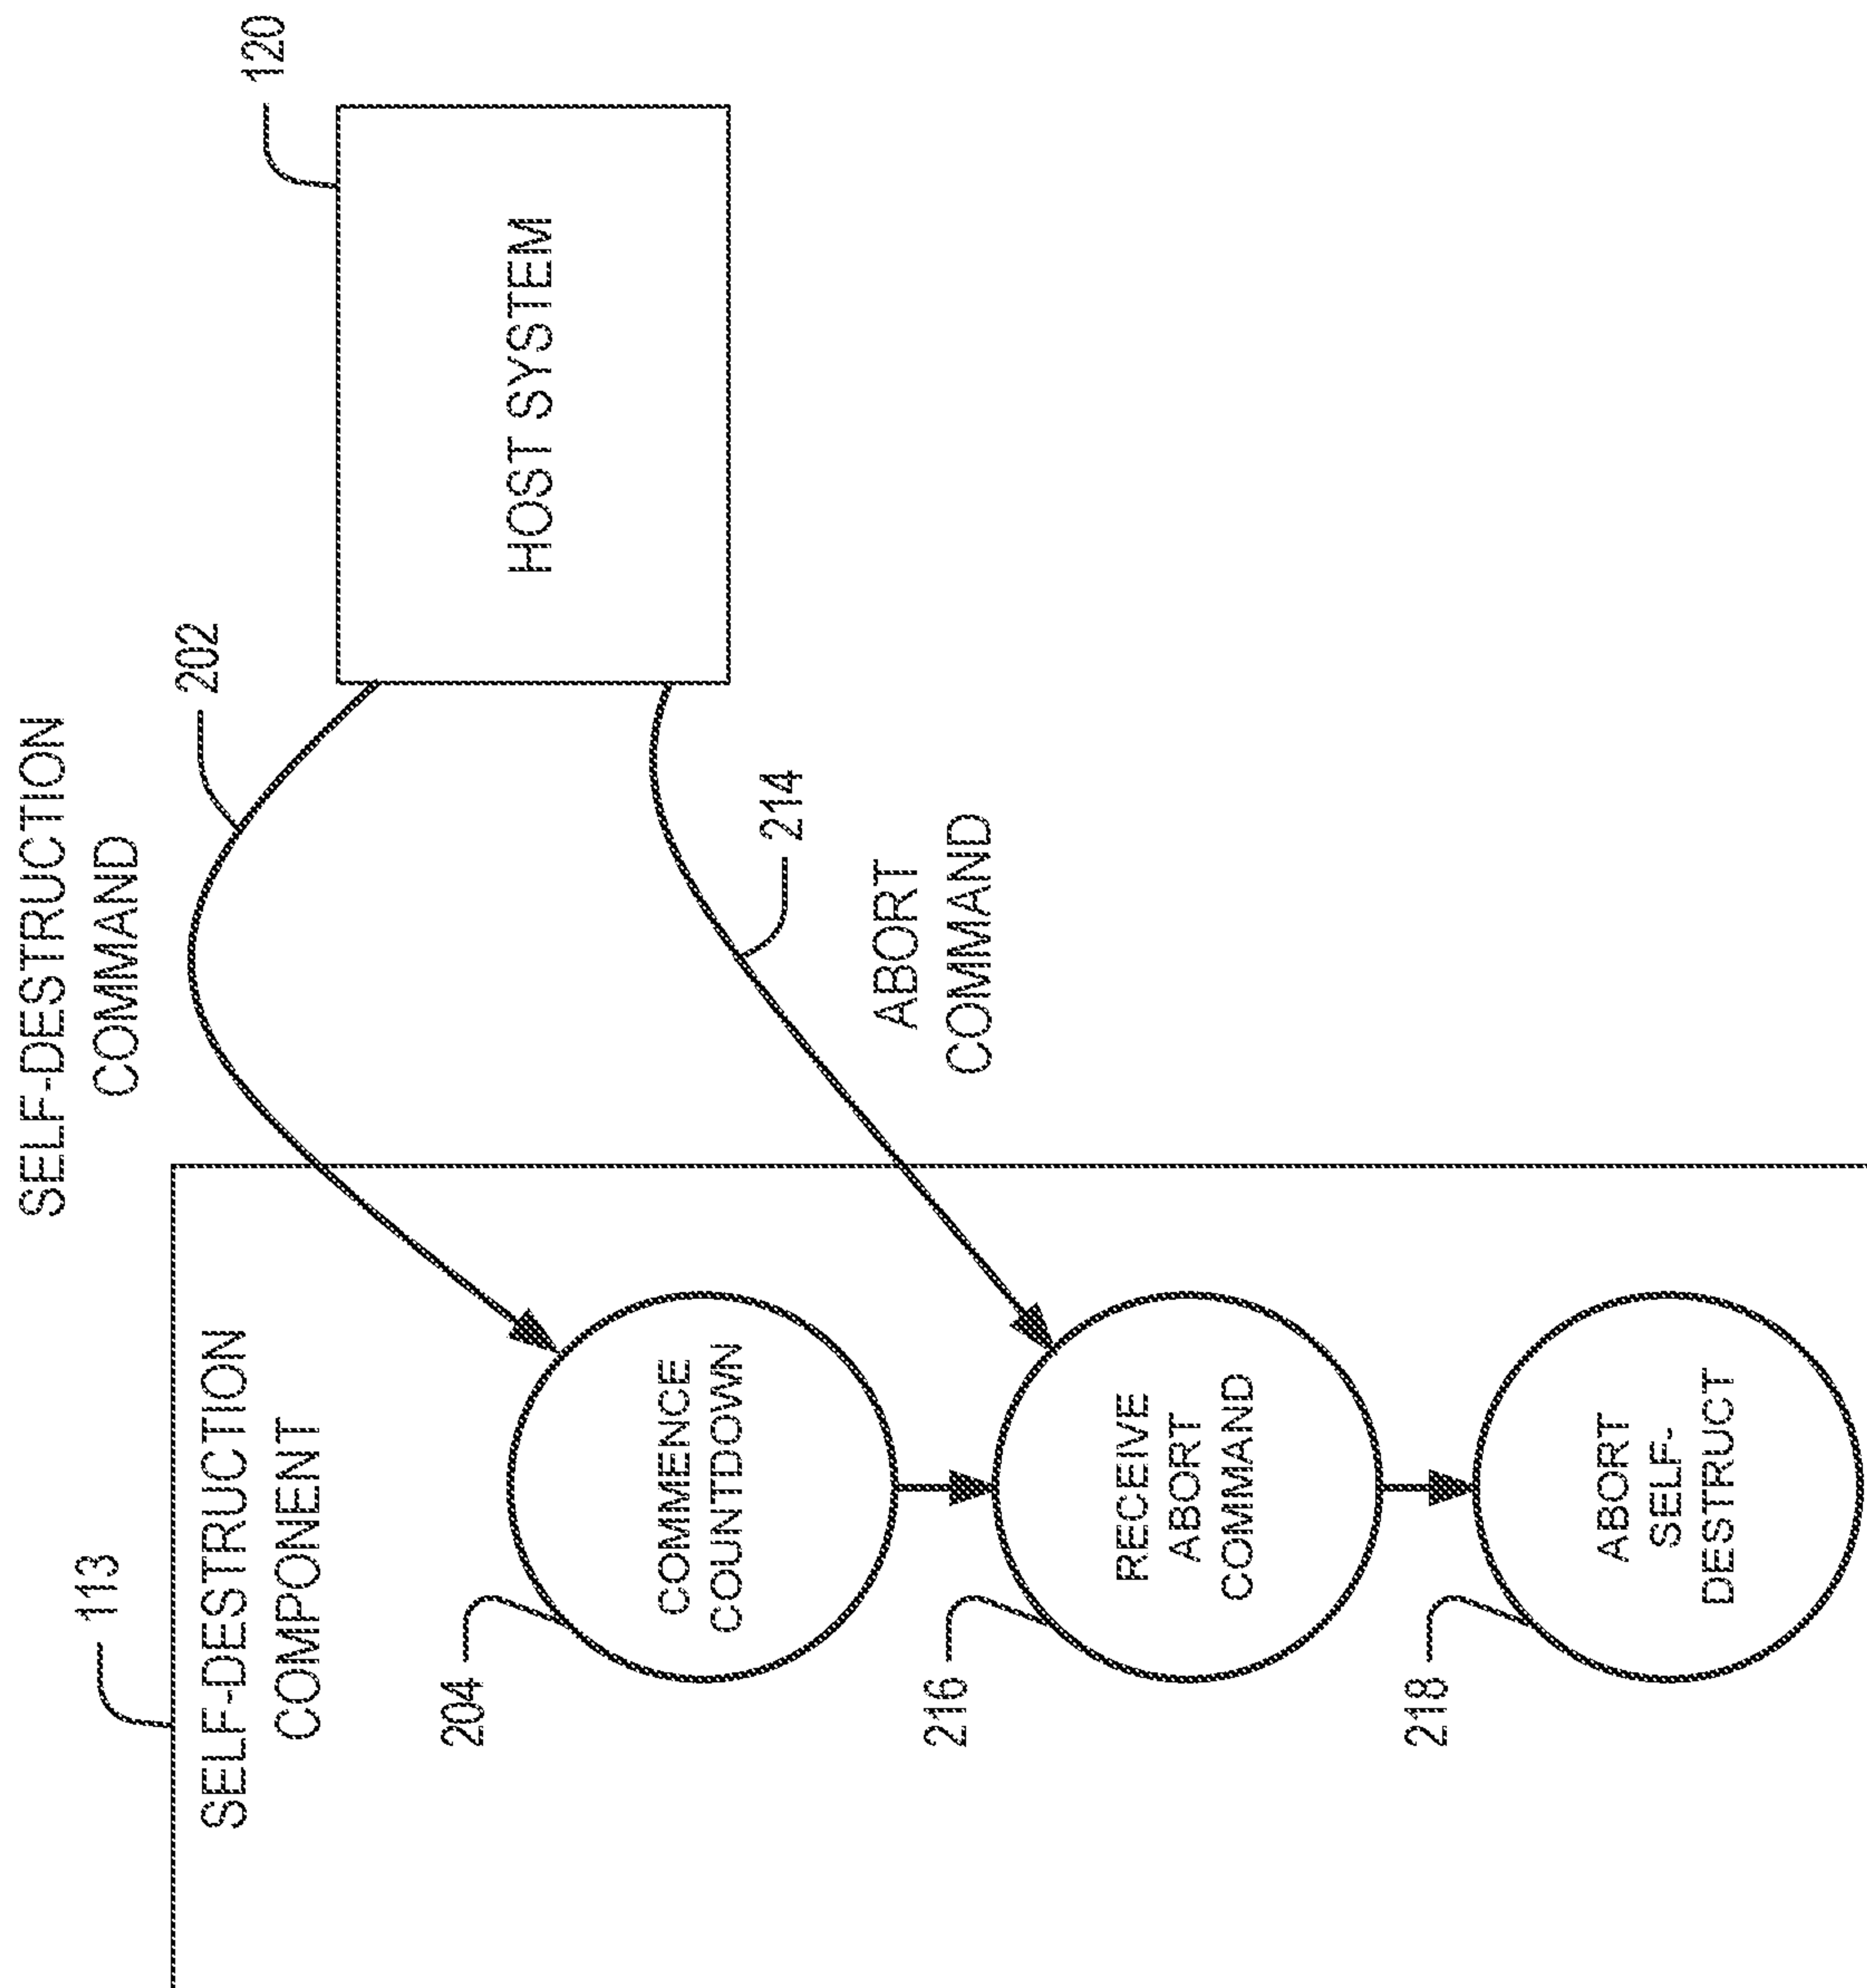 SELF-DESTRUCTION
COMMAND
202
120
HOST SYSTEM
214
ABORT
COMMAND
113
SELF-DESTRUCTION
COMPONENT
204
COMMENCE
COUNTDOWN
216
RECEIVE
ABORT
COMMAND
218
ABORT
SELF-
DESTRUCT